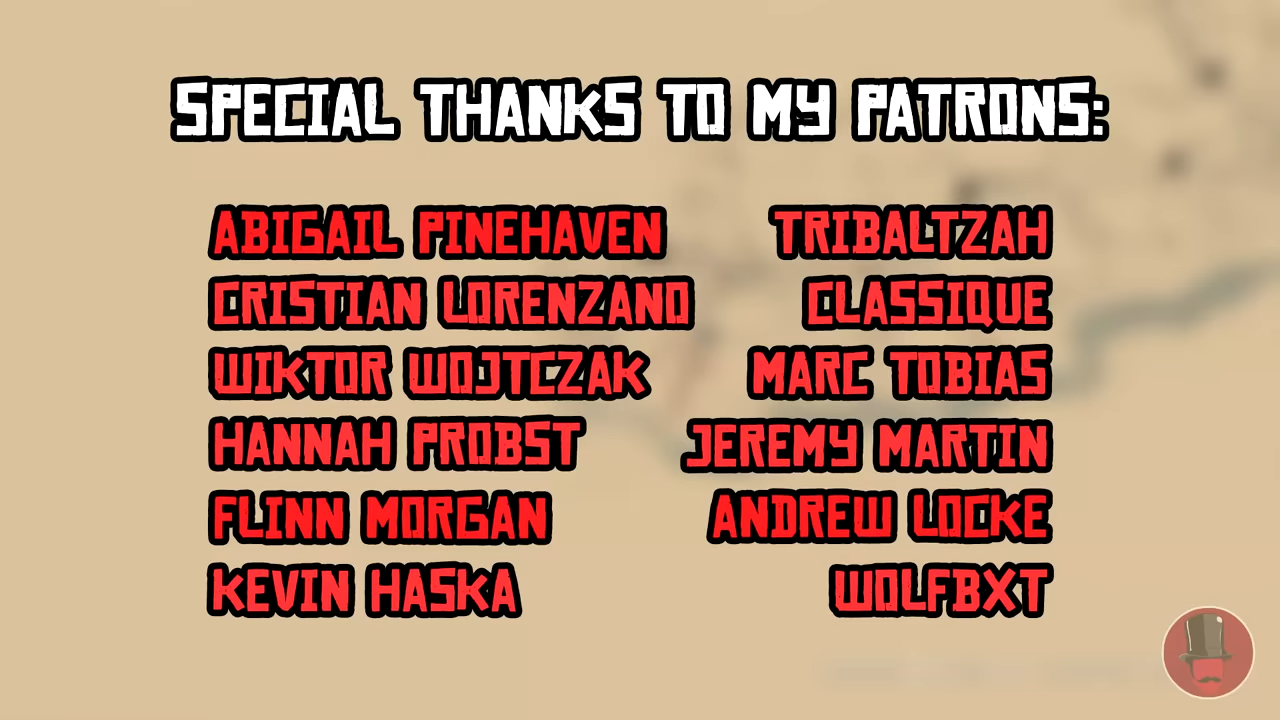 SPECIAL THANKS TO MY PATRONS:
ABIGAIL PINEHAVEN
CRISTIAN LORENZANO
WIKTOR WOJTCZAK
HANNAH PROBST
FLINN MORGAN
KEVIN HASKA
TRIBALTZAH
CLASSIQUE
MARC TOBIAS
JEREMY MARTIN
ANDREW LOCKE
WOLFBXT